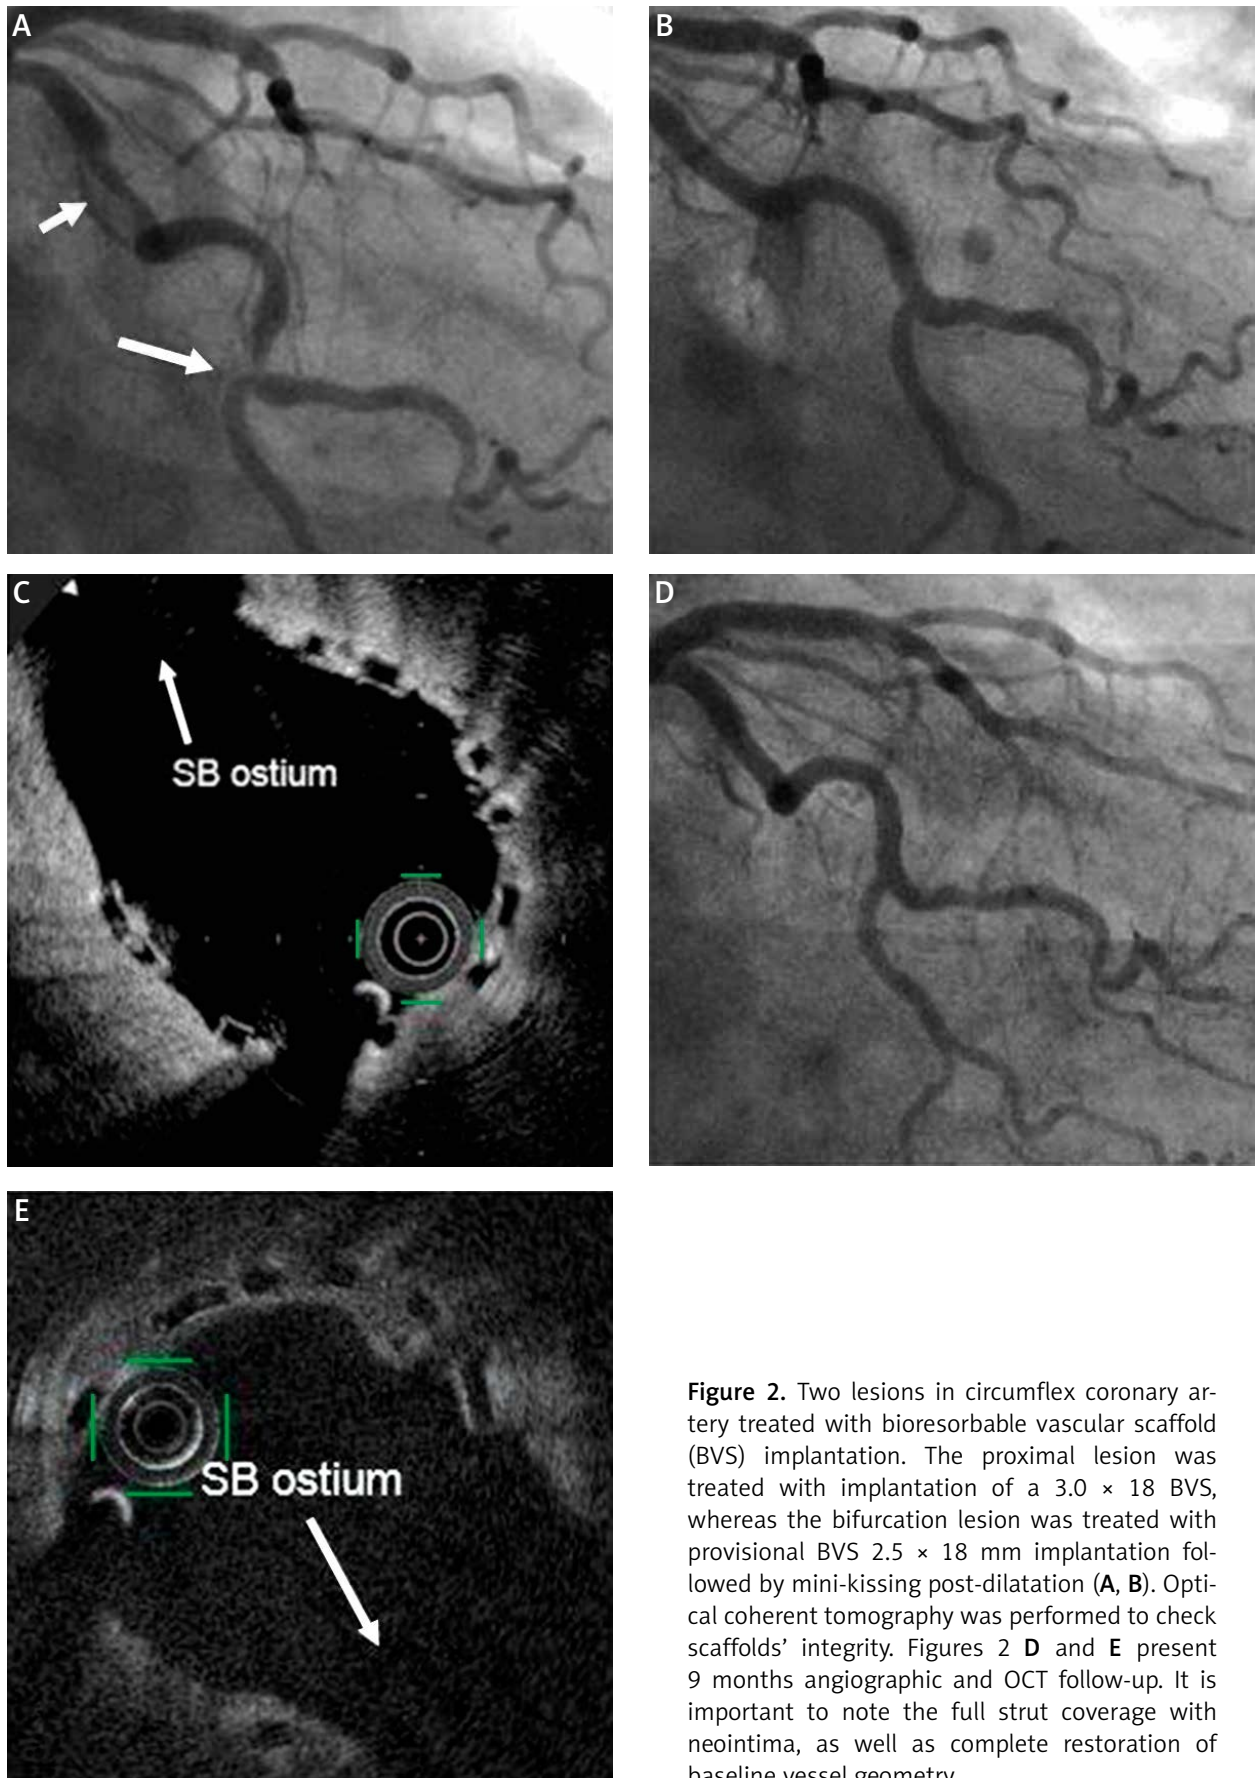 A
B
C
SB ostium
D
E
SB ostium
Figure 2. Two lesions in circumflex coronary ar-
tery treated with bioresorbable vascular scaffold
(BVS) implantation. The proximal lesion was
treated with implantation of a 3.0 × 18 BVS,
whereas the bifurcation lesion was treated with
provisional BVS 2.5 × 18 mm implantation fol-
lowed by mini-kissing post-dilatation (A, B). Opti-
cal coherent tomography was performed to check
scaffolds’ integrity. Figures 2 D and E present
9 months angiographic and OCT follow-up. It is
important to note the full strut coverage with
neointima, as well as complete restoration of
baseline vessel geometry